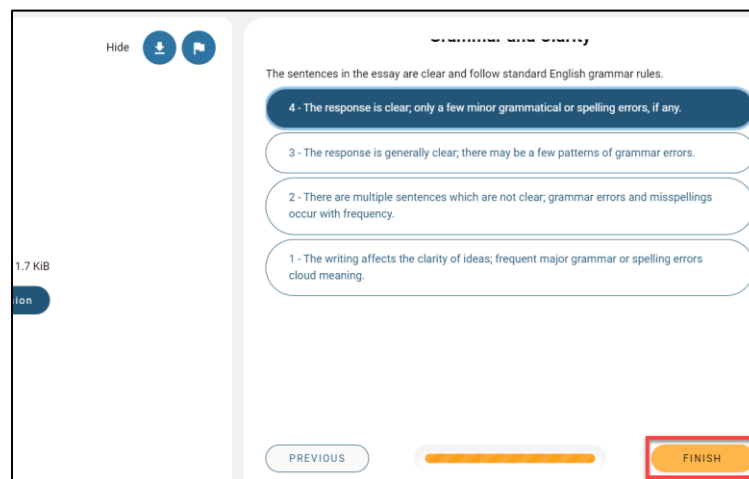 Hide
Grammar and Clarity
The sentences in the essay are clear and follow standard English grammar rules.
4 - The response is clear; only a few minor grammatical or spelling errors, if any.
3 - The response is generally clear; there may be a few patterns of grammar errors.
2 - There are multiple sentences which are not clear; grammar errors and misspellings
occur with frequency.
1 - The writing affects the clarity of ideas; frequent major grammar or spelling errors
cloud meaning.
1.7 KiB
sion
PREVIOUS
FINISH